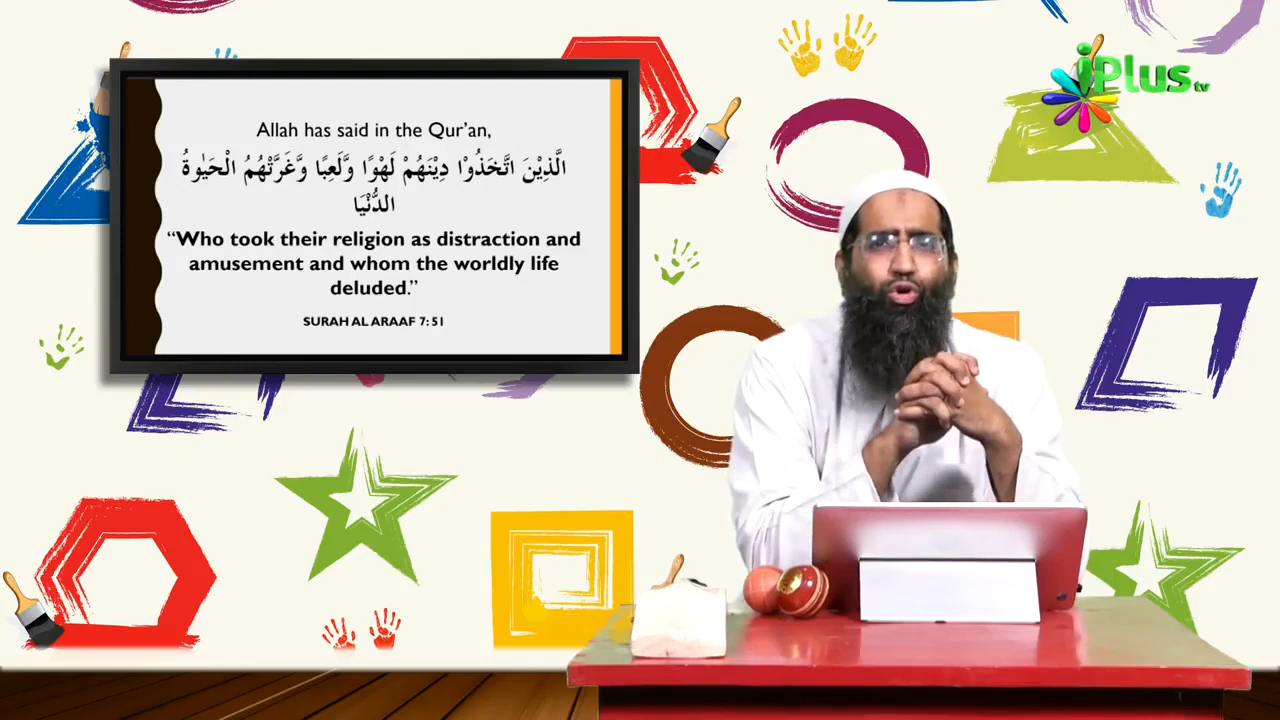 Allah has said in the Qur’an,
الَّذِيْنَ اتَّخَذُوْا دِيْنَهُمْ لَهْوًا وَّلَعِبًا وَّغَرَّتْهُمُ الْحَيٰوةُ
الدُّنْيَا
“Who took their religion as distraction and
amusement and whom the worldly life
deluded.”
SURAH AL ARAAF 7: 51
iPlus tv